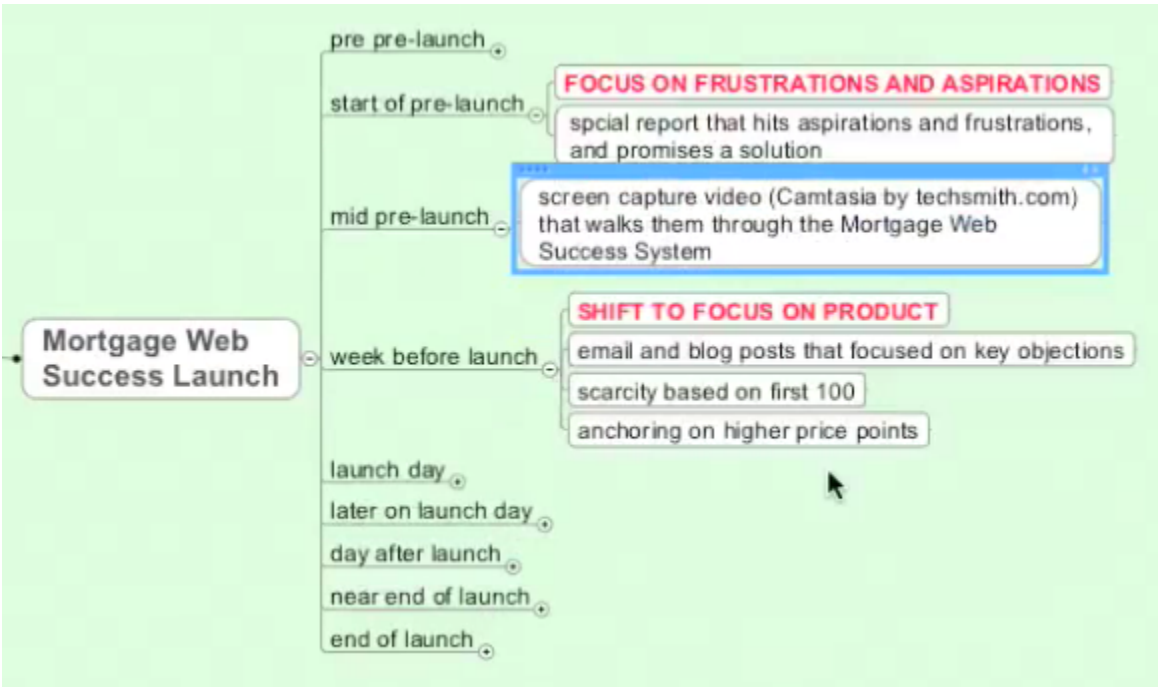 pre pre-launch
start of pre-launch
FOCUS ON FRUSTRATIONS AND ASPIRATIONS
spcial report that hits aspirations and frustrations,
and promises a solution
mid pre-launch
screen capture video (Camtasia by techsmith.com)
that walks them through the Mortgage Web
Success System
Mortgage Web
Success Launch
week before launch
SHIFT TO FOCUS ON PRODUCT
email and blog posts that focused on key objections
scarcity based on first 100
anchoring on higher price points
launch day
later on launch day
day after launch
near end of launch
end of launch